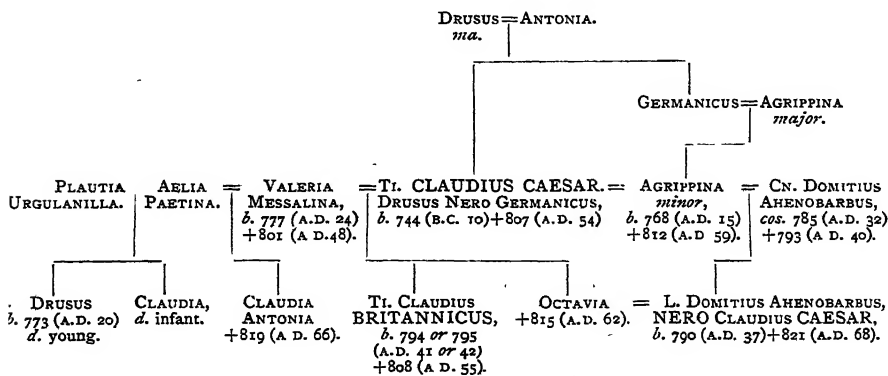 DRUSUS=ANTONIA.
ma.
GERMANICUS=AGRIPPINA
major.
PLAUTIA AELIA = VALERIA =TI. CLAUDIUS CAESAR.= AGRIPPINA = CN. DOMITIUS
URGULANILLA. PAETINA. MESSALINA, DRUSUS NERO GERMANICUS, minor, AHENOBARBUS,
b. 777 (A.D. 24) b. 744 (B.C. 10)+807 (A.D. 54) b. 768 (A.D. 15) cos. 785 (A.D. 32)
+801 (A D.48). +812 (A.D 59). +793 (A D. 40).
DRUSUS CLAUDIA, CLAUDIA TI. CLAUDIUS OCTAVIA = L. DOMITIUS AHENOBARBUS,
b. 773 (A.D. 20) d. infant. ANTONIA BRITANNICUS, +815 (A.D. 62). NERO CLAUDIUS CAESAR,
d. young. +819 (A D. 66). b. 794 or 795 b. 790 (A.D. 37)+821 (A.D. 68).
(A.D. 41 or 42)
+808 (A D. 55).